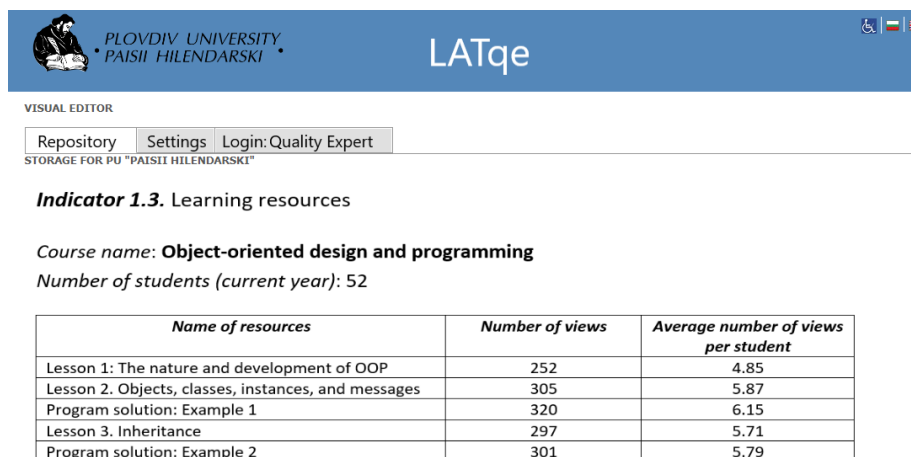 PLOVDIV UNIVERSITY
PAISII HILENDARSKI
LATqe
VISUAL EDITOR
Repository Settings Login: Quality Expert
STORAGE FOR PU "PAISII HILENDARSKI"
Indicator 1.3. Learning resources
Course name: Object-oriented design and programming
Number of students (current year): 52
Name of resources Number of views Average number of views per student
Lesson 1: The nature and development of OOP 252 4.85
Lesson 2. Objects, classes, instances, and messages 305 5.87
Program solution: Example 1 320 6.15
Lesson 3. Inheritance 297 5.71
Program solution: Example 2 301 5.79